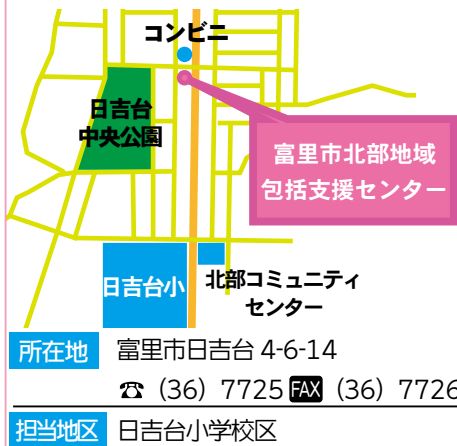 コンビニ
日吉台
中央公園
富里市北部地域
包括支援センター
日吉台小
北部コミュニティ
センター
所在地 富里市日吉台 4-6-14
☎（36）7725 FAX（36）7726
担当地区 日吉台小学校区